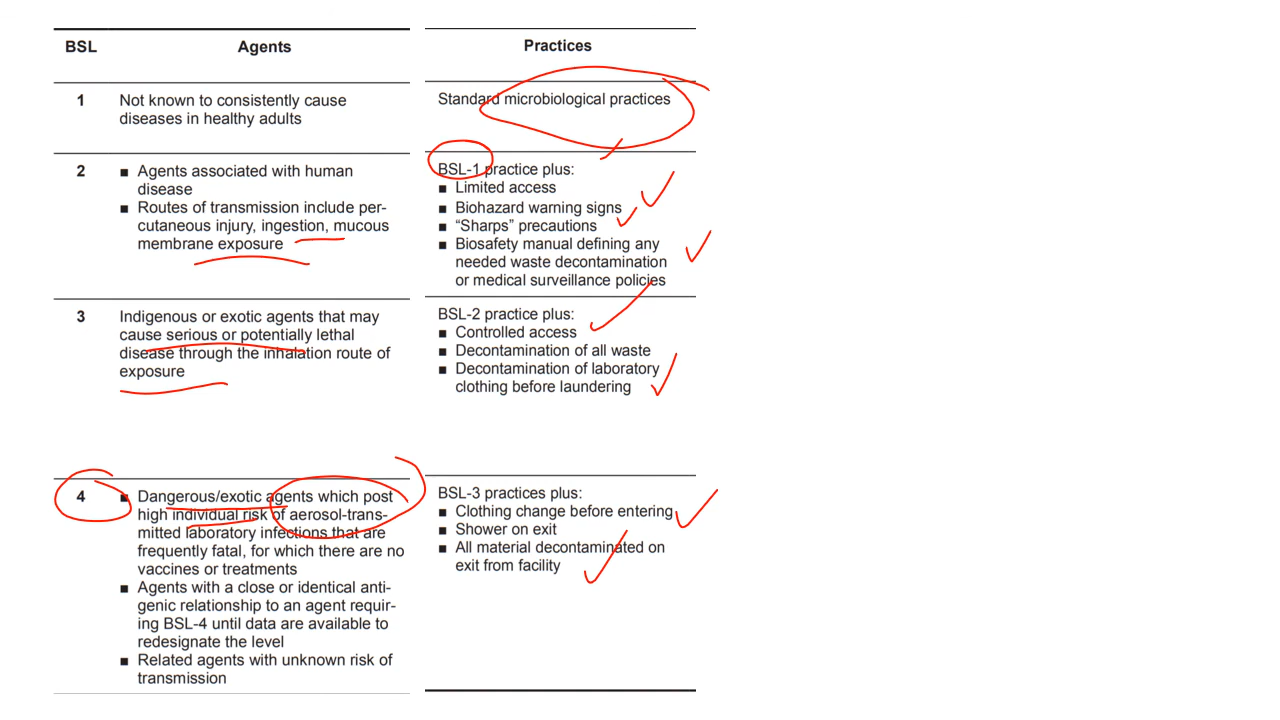 BSL Agents Practices
1 Not known to consistently cause
diseases in healthy adults
Standard microbiological practices
2 ■ Agents associated with human
disease
■ Routes of transmission include per-
cutaneous injury, ingestion, mucous
membrane exposure
BSL-1 practice plus:
■ Limited access
■ Biohazard warning signs
■ “Sharps” precautions
■ Biosafety manual defining any
needed waste decontamination
or medical surveillance policies
3 Indigenous or exotic agents that may
cause serious or potentially lethal
disease through the inhalation route of
exposure
BSL-2 practice plus:
■ Controlled access
■ Decontamination of all waste
■ Decontamination of laboratory
clothing before laundering
4 ■ Dangerous/exotic agents which post
high individual risk of aerosol-trans-
mitted laboratory infections that are
frequently fatal, for which there are no
vaccines or treatments
■ Agents with a close or identical anti-
genic relationship to an agent requir-
ing BSL-4 until data are available to
redesignate the level
■ Related agents with unknown risk of
transmission
BSL-3 practices plus:
■ Clothing change before entering
■ Shower on exit
■ All material decontaminated on
exit from facility